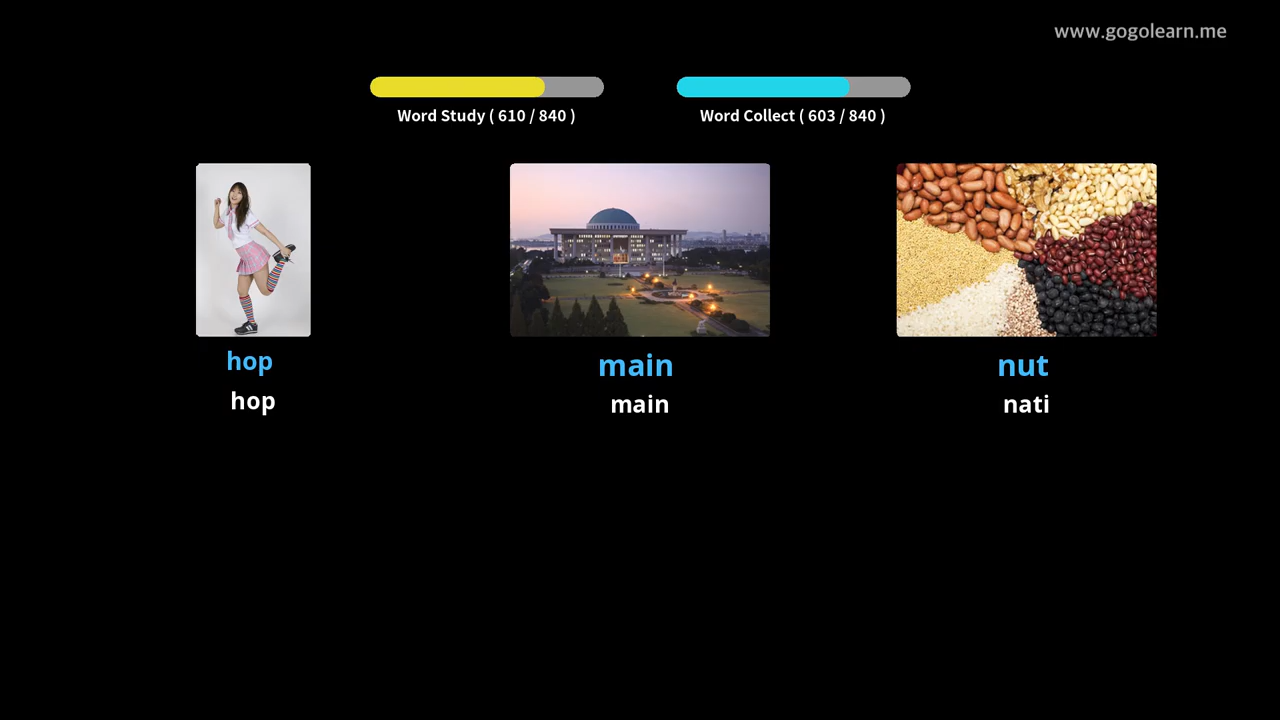 www.gogolearn.me
Word Study ( 610 / 840 )
Word Collect ( 603 / 840 )
hop
main
nut
hop
main
nati